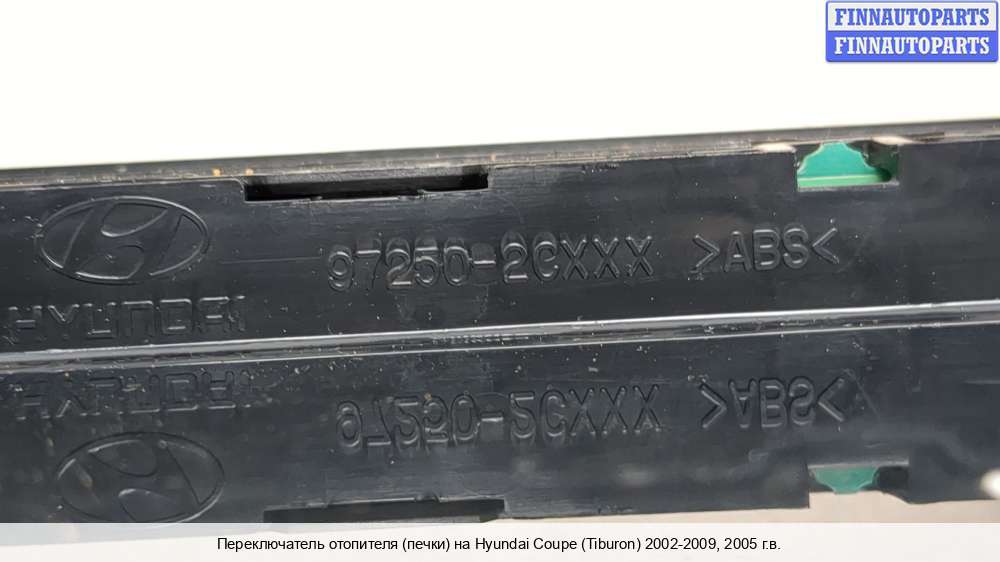 FINNAUTOPARTS
FINNAUTOPARTS
97250-2CXXX >ABS<
HYUNDAI
Переключатель отопителя (печки) на Hyundai Coupe (Tiburon) 2002-2009, 2005 г.в.